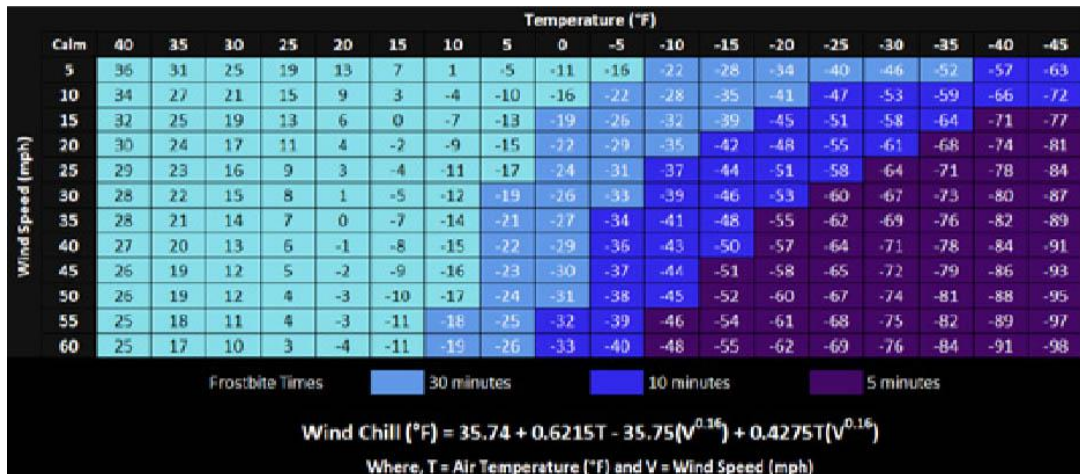 Temperature (°F)
Calm 40 35 30 25 20 15 10 5 0 -5 -10 -15 -20 -25 -30 -35 -40 -45
5 36 31 25 19 13 7 1 -5 -11 -16 -22 -28 -34 -40 -46 -52 -57 -63
10 34 27 21 15 9 3 -4 -10 -16 -22 -28 -35 -41 -47 -53 -59 -66 -72
15 32 25 19 13 6 0 -7 -13 -19 -26 -32 -39 -45 -51 -58 -64 -71 -77
20 30 24 17 11 4 -2 -9 -15 -22 -29 -35 -42 -48 -55 -61 -68 -74 -81
25 29 23 16 9 3 -4 -11 -17 -24 -31 -37 -44 -51 -58 -64 -71 -78 -84
30 28 22 15 8 1 -5 -12 -19 -26 -33 -39 -46 -53 -60 -67 -73 -80 -87
35 28 21 14 7 0 -7 -14 -21 -27 -34 -41 -48 -55 -62 -69 -76 -82 -89
40 27 20 13 6 -1 -8 -15 -22 -29 -36 -43 -50 -57 -64 -71 -78 -84 -91
45 26 19 12 5 -2 -9 -16 -23 -30 -37 -44 -51 -58 -65 -72 -79 -86 -93
50 26 19 12 4 -3 -10 -17 -24 -31 -38 -45 -52 -60 -67 -74 -81 -88 -95
55 25 18 11 4 -3 -11 -18 -25 -32 -39 -46 -54 -61 -68 -75 -82 -89 -97
60 25 17 10 3 -4 -11 -19 -26 -33 -40 -48 -55 -62 -69 -76 -84 -91 -98
Wind Speed (mph)
Frostbite Times 30 minutes 10 minutes 5 minutes
Wind Chill (°F) = 35.74 + 0.6215T - 35.75(V^0.16) + 0.4275T(V^0.16)
Where, T = Air Temperature (°F) and V = Wind Speed (mph)